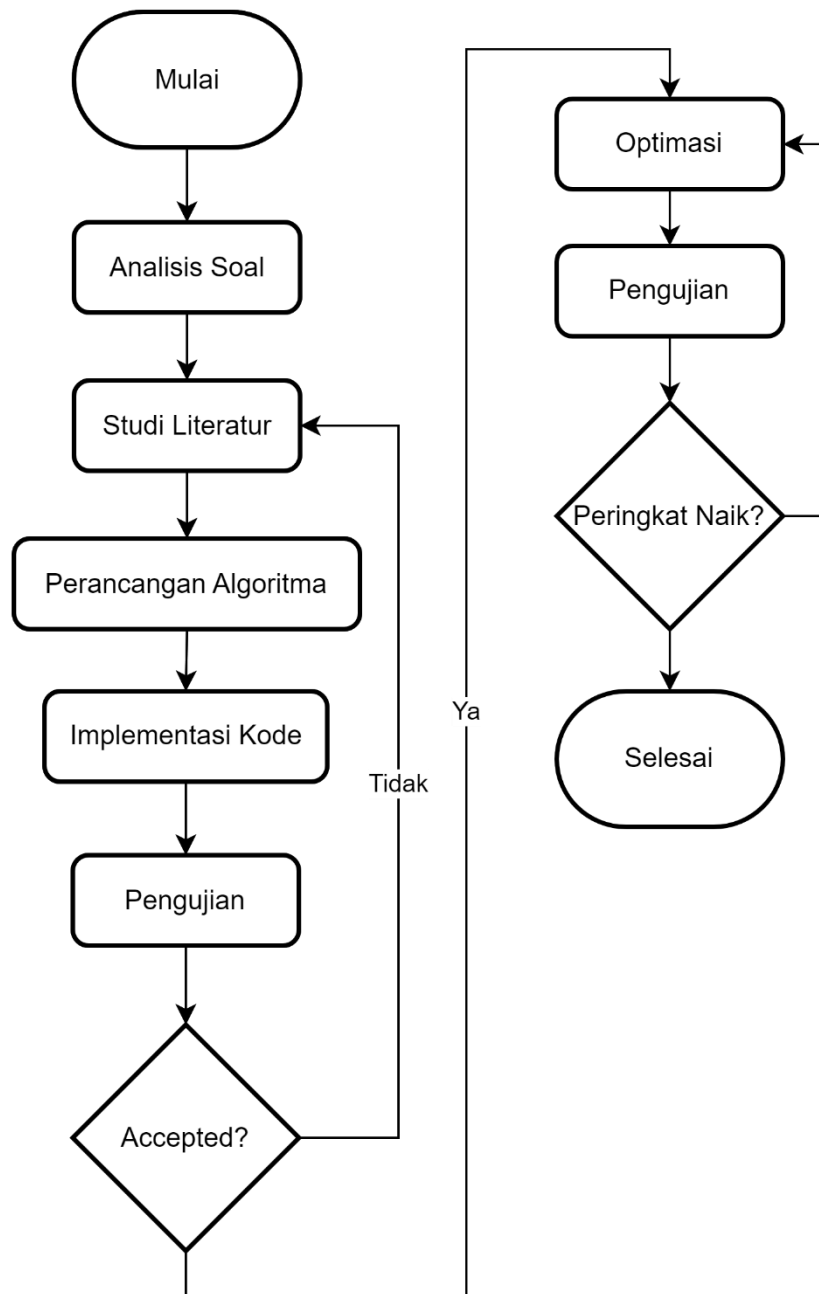 Mulai
Analisis Soal
Studi Literatur
Perancangan Algoritma
Implementasi Kode
Pengujian
Accepted?
Tidak
Ya
Optimasi
Pengujian
Peringkat Naik?
Selesai